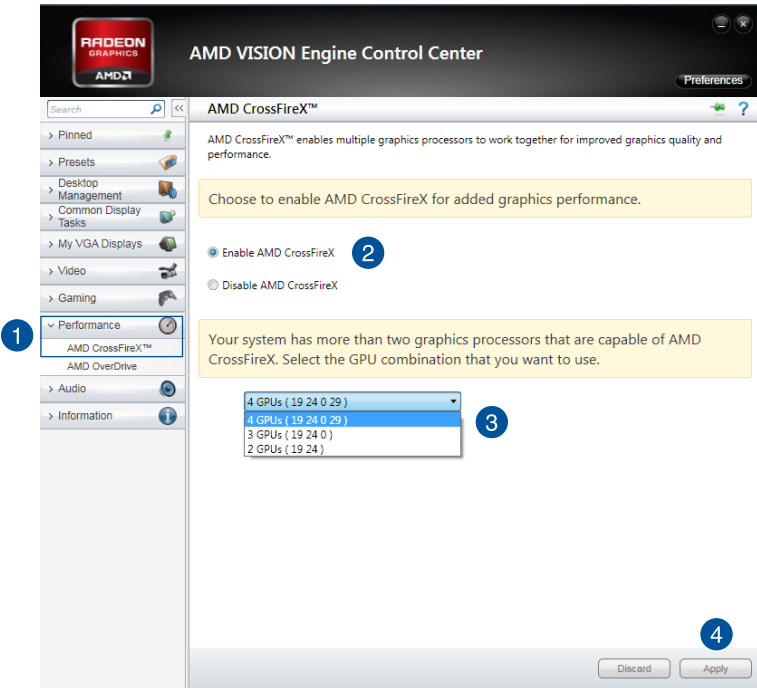 RADEON
GRAPHICS
AMD
AMD VISION Engine Control Center
Preferences
Search
<<
AMD CrossFireX™
?
> Pinned
> Presets
> Desktop
Management
> Common Display
Tasks
> My VGA Displays
> Video
> Gaming
1
Performance
AMD CrossFireX™
AMD OverDrive
> Audio
> Information
AMD CrossFireX™ enables multiple graphics processors to work together for improved graphics quality and
performance.
Choose to enable AMD CrossFireX for added graphics performance.
Enable AMD CrossFireX
2
Disable AMD CrossFireX
Your system has more than two graphics processors that are capable of AMD
CrossFireX. Select the GPU combination that you want to use.
4 GPUs ( 19 24 0 29 )
4 GPUs ( 19 24 0 29 )
3 GPUs ( 19 24 0 )
2 GPUs ( 19 24 )
3
4
Discard
Apply